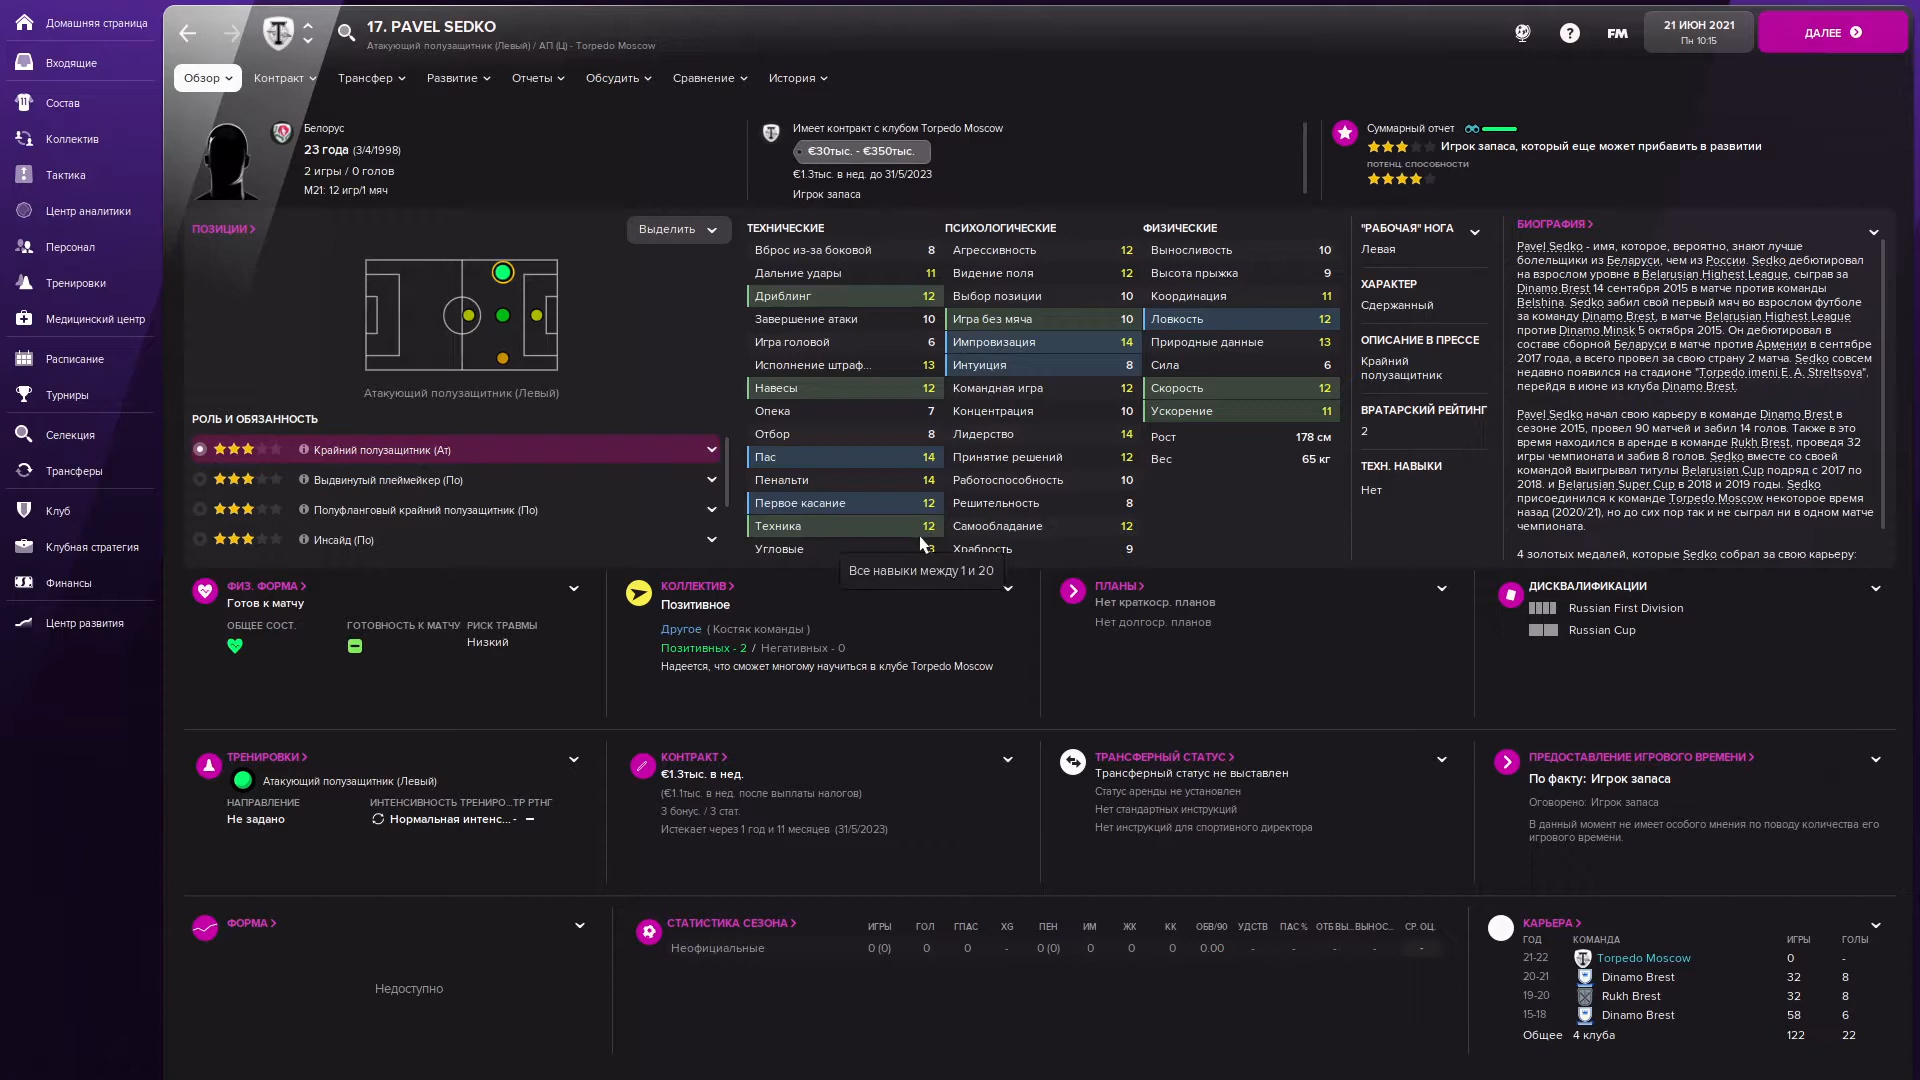 Домашняя страница
Входящие
Состав
Коллектив
Тактика
Центр аналитики
Персонал
Тренировки
Медицинский центр
Расписание
Турниры
Селекция
Трансферы
Клуб
Клубная стратегия
Финансы
Центр развития
17. PAVEL SEDKO
Атакующий полузащитник (Левый) / АП (Ц) - Torpedo Moscow
? FM
21 ИЮН 2021
Пн 10:15
ДАЛЕЕ
Обзор Контракт Трансфер Развитие Отчеты Обсудить Сравнение История
Белорус
23 года (3/4/1998)
2 игры / 0 голов
М21: 12 игр/1 мяч
Имеет контракт с клубом Torpedo Moscow
€30тыс. - €350тыс.
€1.3тыс. в нед. до 31/5/2023
Игрок запаса
Суммарный отчет
Игрок запаса, который еще может прибавить в развитии
ПОТЕНЦ. СПОСОБНОСТИ
ПОЗИЦИИ
Выделить
Атакующий полузащитник (Левый)
РОЛЬ И ОБЯЗАННОСТЬ
Крайний полузащитник (Ат)
Выдвинутый плеймейкер (По)
Полуфланговый крайний полузащитник (По)
Инсайд (По)
ТЕХНИЧЕСКИЕ
Вброс из-за боковой 8
Дальние удары 11
Дриблинг 12
Завершение атаки 10
Игра головой 6
Исполнение штраф... 13
Навесы 12
Опека 7
Отбор 8
Пас 14
Пенальти 14
Первое касание 12
Техника 12
Угловые 3
ПСИХОЛОГИЧЕСКИЕ
Агрессивность 12
Видение поля 12
Выбор позиции 10
Игра без мяча 10
Импровизация 14
Интуиция 8
Командная игра 12
Концентрация 10
Лидерство 14
Принятие решений 12
Работоспособность 10
Решительность 8
Самообладание 12
Храбрость 9
Все навыки между 1 и 20
ФИЗИЧЕСКИЕ
Выносливость 10
Высота прыжка 9
Координация 11
Ловкость 12
Природные данные 13
Сила 6
Скорость 12
Ускорение 11
Рост 178 см
Вес 65 кг
"РАБОЧАЯ" НОГА
Левая
ХАРАКТЕР
Сдержанный
ОПИСАНИЕ В ПРЕССЕ
Крайний
полузащитник
ВРАТАРСКИЙ РЕЙТИНГ
2
ТЕХН. НАВЫКИ
Нет
БИОГРАФИЯ
Pavel Sedko - имя, которое, вероятно, знают лучше
болельщики из Беларуси, чем из России. Sedko дебютировал
на взрослом уровне в Belarusian Highest League, сыграв за
Dinamo Brest 14 сентября 2015 в матче против команды
Belshina. Sedko забил свой первый мяч во взрослом футболе
за команду Dinamo Brest, в матче Belarusian Highest League
против Dinamo Minsk 5 октября 2015. Он дебютировал в
составе сборной Беларуси в матче против Армении в сентябре
2017 года, а всего провел за свою страну 2 матча. Sedko совсем
недавно появился на стадионе "Torpedo imeni E. A. Streltsova",
перейдя в июне из клуба Dinamo Brest.
Pavel Sedko начал свою карьеру в команде Dinamo Brest в
сезоне 2015, провел 90 матчей и забил 14 голов. Также в это
время находился в аренде в команде Rukh Brest, проведя 32
игры чемпионата и забив 8 голов. Sedko вместе со своей
командой выигрывал титулы Belarusian Cup подряд с 2017 по
2018. и Belarusian Super Cup в 2018 и 2019 годы. Sedko
присоединился к команде Torpedo Moscow некоторое время
назад (2020/21), но до сих пор так и не сыграл ни в одном матче
чемпионата.
4 золотых медалей, которые Sedko собрал за свою карьеру:
ФИЗ. ФОРМА
Готов к матчу
ОБЩЕЕ СОСТ. ГОТОВНОСТЬ К МАТЧУ РИСК ТРАВМЫ
Низкий
КОЛЛЕКТИВ
Позитивное
Другое ( Костяк команды )
Позитивных - 2 / Негативных - 0
Надеется, что сможет многому научиться в клубе Torpedo Moscow
ПЛАНЫ
Нет краткоср. планов
Нет долгоср. планов
ДИСКВАЛИФИКАЦИИ
Russian First Division
Russian Cup
ТРЕНИРОВКИ
Атакующий полузащитник (Левый)
НАПРАВЛЕНИЕ ИНТЕНСИВНОСТЬ ТРЕНИРО... ТР РТНГ
Не задано Нормальная интенс... - –
КОНТРАКТ
€1.3тыс. в нед.
(€1.1тыс. в нед. после выплаты налогов)
3 бонус. / 3 стат.
Истекает через 1 год и 11 месяцев (31/5/2023)
ТРАНСФЕРНЫЙ СТАТУС
Трансферный статус не выставлен
Статус аренды не установлен
Нет стандартных инструкций
Нет инструкций для спортивного директора
ПРЕДОСТАВЛЕНИЕ ИГРОВОГО ВРЕМЕНИ
По факту: Игрок запаса
Оговорено: Игрок запаса
В данный момент не имеет особого мнения по поводу количества его
игрового времени.
ФОРМА
Недоступно
СТАТИСТИКА СЕЗОНА ИГРЫ ГОЛ ГПАС XG ПЕН ИМ ЖК КК ОБВ/90 УДСТВ ПАС % ОТБ ВЫ... ВЫНОС... СР. ОЦ.
Неофициальные 0 (0) 0 0 - 0 (0) 0 0 0 0.00 - - - - -
КАРЬЕРА
ГОД КОМАНДА ИГРЫ ГОЛЫ
21-22 Torpedo Moscow 0 -
20-21 Dinamo Brest 32 8
19-20 Rukh Brest 32 8
15-18 Dinamo Brest 58 6
Общее 4 клуба 122 22